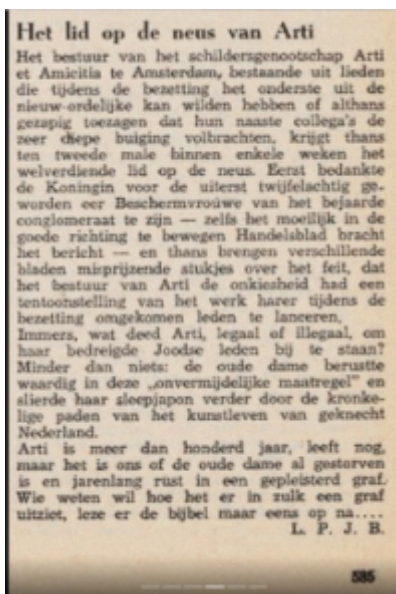 Het lid op de neus van Arti
Het bestuur van het schildersgenootschap Arti
et Amicitia te Amsterdam, bestaande uit lieden
die tijdens de bezetting het onderste uit de
nieuw-ordelijke kan wilden hebben of althans
gezapig toezagen dat hun naaste collega's de
zeer diepe buiging volbrachten, krijgt thans
ten tweede male binnen enkele weken het
welverdiende lid op de neus. Eerst bedankte
de Koningin voor de uiterst twijfelachtig ge-
worden eer Beschermvrouwe van het bejaarde
conglomeraat te zijn — zelfs het moeilijk in de
goede richting te bewegen Handelsblad bracht
het bericht — en thans brengen verschillende
bladen misprijzende stukjes over het feit, dat
het bestuur van Arti de onkiesheid had een
tentoonstelling van het werk harer tijdens de
bezetting omgekomen leden te lanceren.
Immers, wat deed Arti, legaal of illegaal, om
haar bedreigde Joodse leden bij te staan?
Minder dan niets: de oude dame berustte
waardig in deze „onvermijdelijke maatregel” en
slierde haar sleepjapon verder door de kronke-
lige paden van het kunstleven van geknecht
Nederland.
Arti is meer dan honderd jaar, leeft nog,
maar het is ons of de oude dame al gestorven
is en jarenlang rust in een gepleisterd graf.
Wie weten wil hoe het er in zulk een graf
uitziet, leze er de bijbel maar eens op na....
L. P. J. B.
585